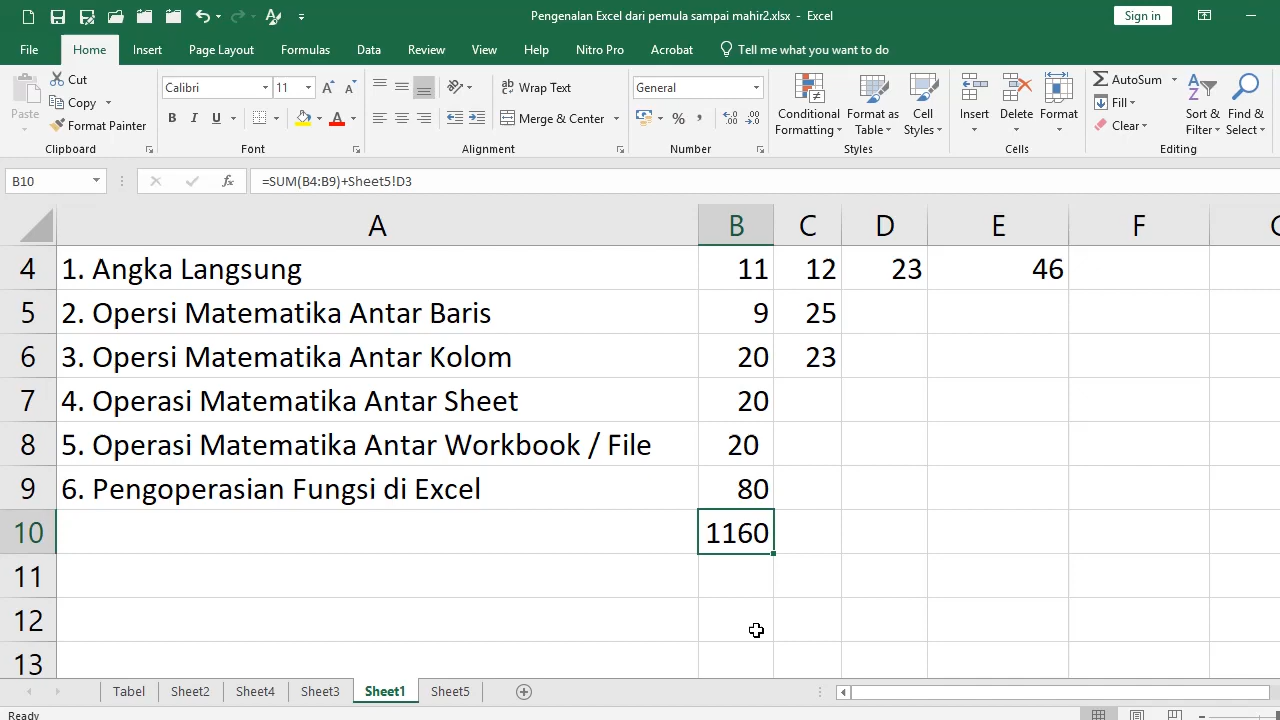 Pengenalan Excel dari pemula sampai mahir2.xlsx - Excel
Sign in
File Home Insert Page Layout Formulas Data Review View Help Nitro Pro Acrobat Tell me what you want to do
Paste
Cut
Copy
Format Painter
Clipboard
Calibri 11
B I U
Font
Wrap Text
Merge & Center
Alignment
General
Number
Conditional Formatting
Format as Table
Cell Styles
Styles
Insert Delete Format
Cells
AutoSum
Fill
Clear
Sort & Filter
Find & Select
Editing
B10 fx =SUM(B4:B9)+Sheet5!D3
A B C D E F
4 1. Angka Langsung 11 12 23 46
5 2. Opersi Matematika Antar Baris 9 25
6 3. Opersi Matematika Antar Kolom 20 23
7 4. Operasi Matematika Antar Sheet 20
8 5. Operasi Matematika Antar Workbook / File 20
9 6. Pengoperasian Fungsi di Excel 80
10 1160
11
12
13
Tabel Sheet2 Sheet4 Sheet3 Sheet1 Sheet5
Ready